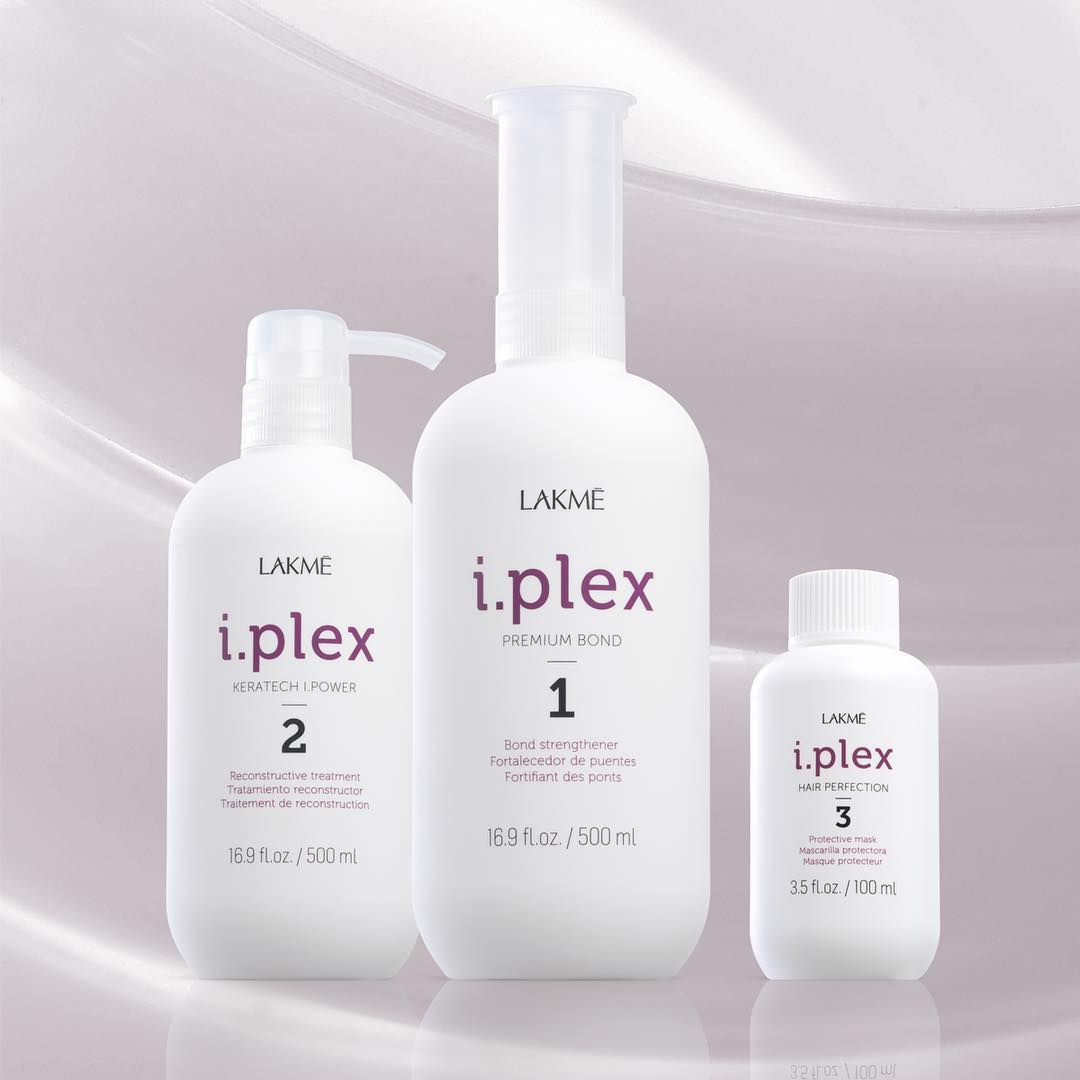 LAKMĒ
i.plex
KERATECH I.POWER
2
Reconstructive treatment
Tratamiento reconstructor
Traitement de reconstruction
16.9 fl.oz. / 500 ml
LAKMĒ
i.plex
PREMIUM BOND
1
Bond strengthener
Fortalecedor de puentes
Fortifiant des ponts
16.9 fl.oz. / 500 ml
LAKMĒ
i.plex
HAIR PERFECTION
3
Protective mask
Mascarilla protectora
Masque protecteur
3.5 fl.oz. / 100 ml